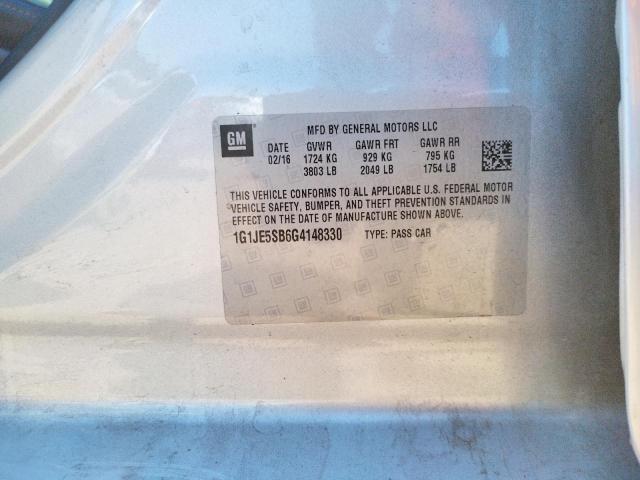 GM
MFD BY GENERAL MOTORS LLC
DATE GVWR GAWR FRT GAWR RR
02/16 1724 KG 929 KG 795 KG
3803 LB 2049 LB 1754 LB
THIS VEHICLE CONFORMS TO ALL APPLICABLE U.S. FEDERAL MOTOR
VEHICLE SAFETY, BUMPER, AND THEFT PREVENTION STANDARDS IN
EFFECT ON THE DATE OF MANUFACTURE SHOWN ABOVE.
1G1JE5SB6G4148330 TYPE: PASS CAR